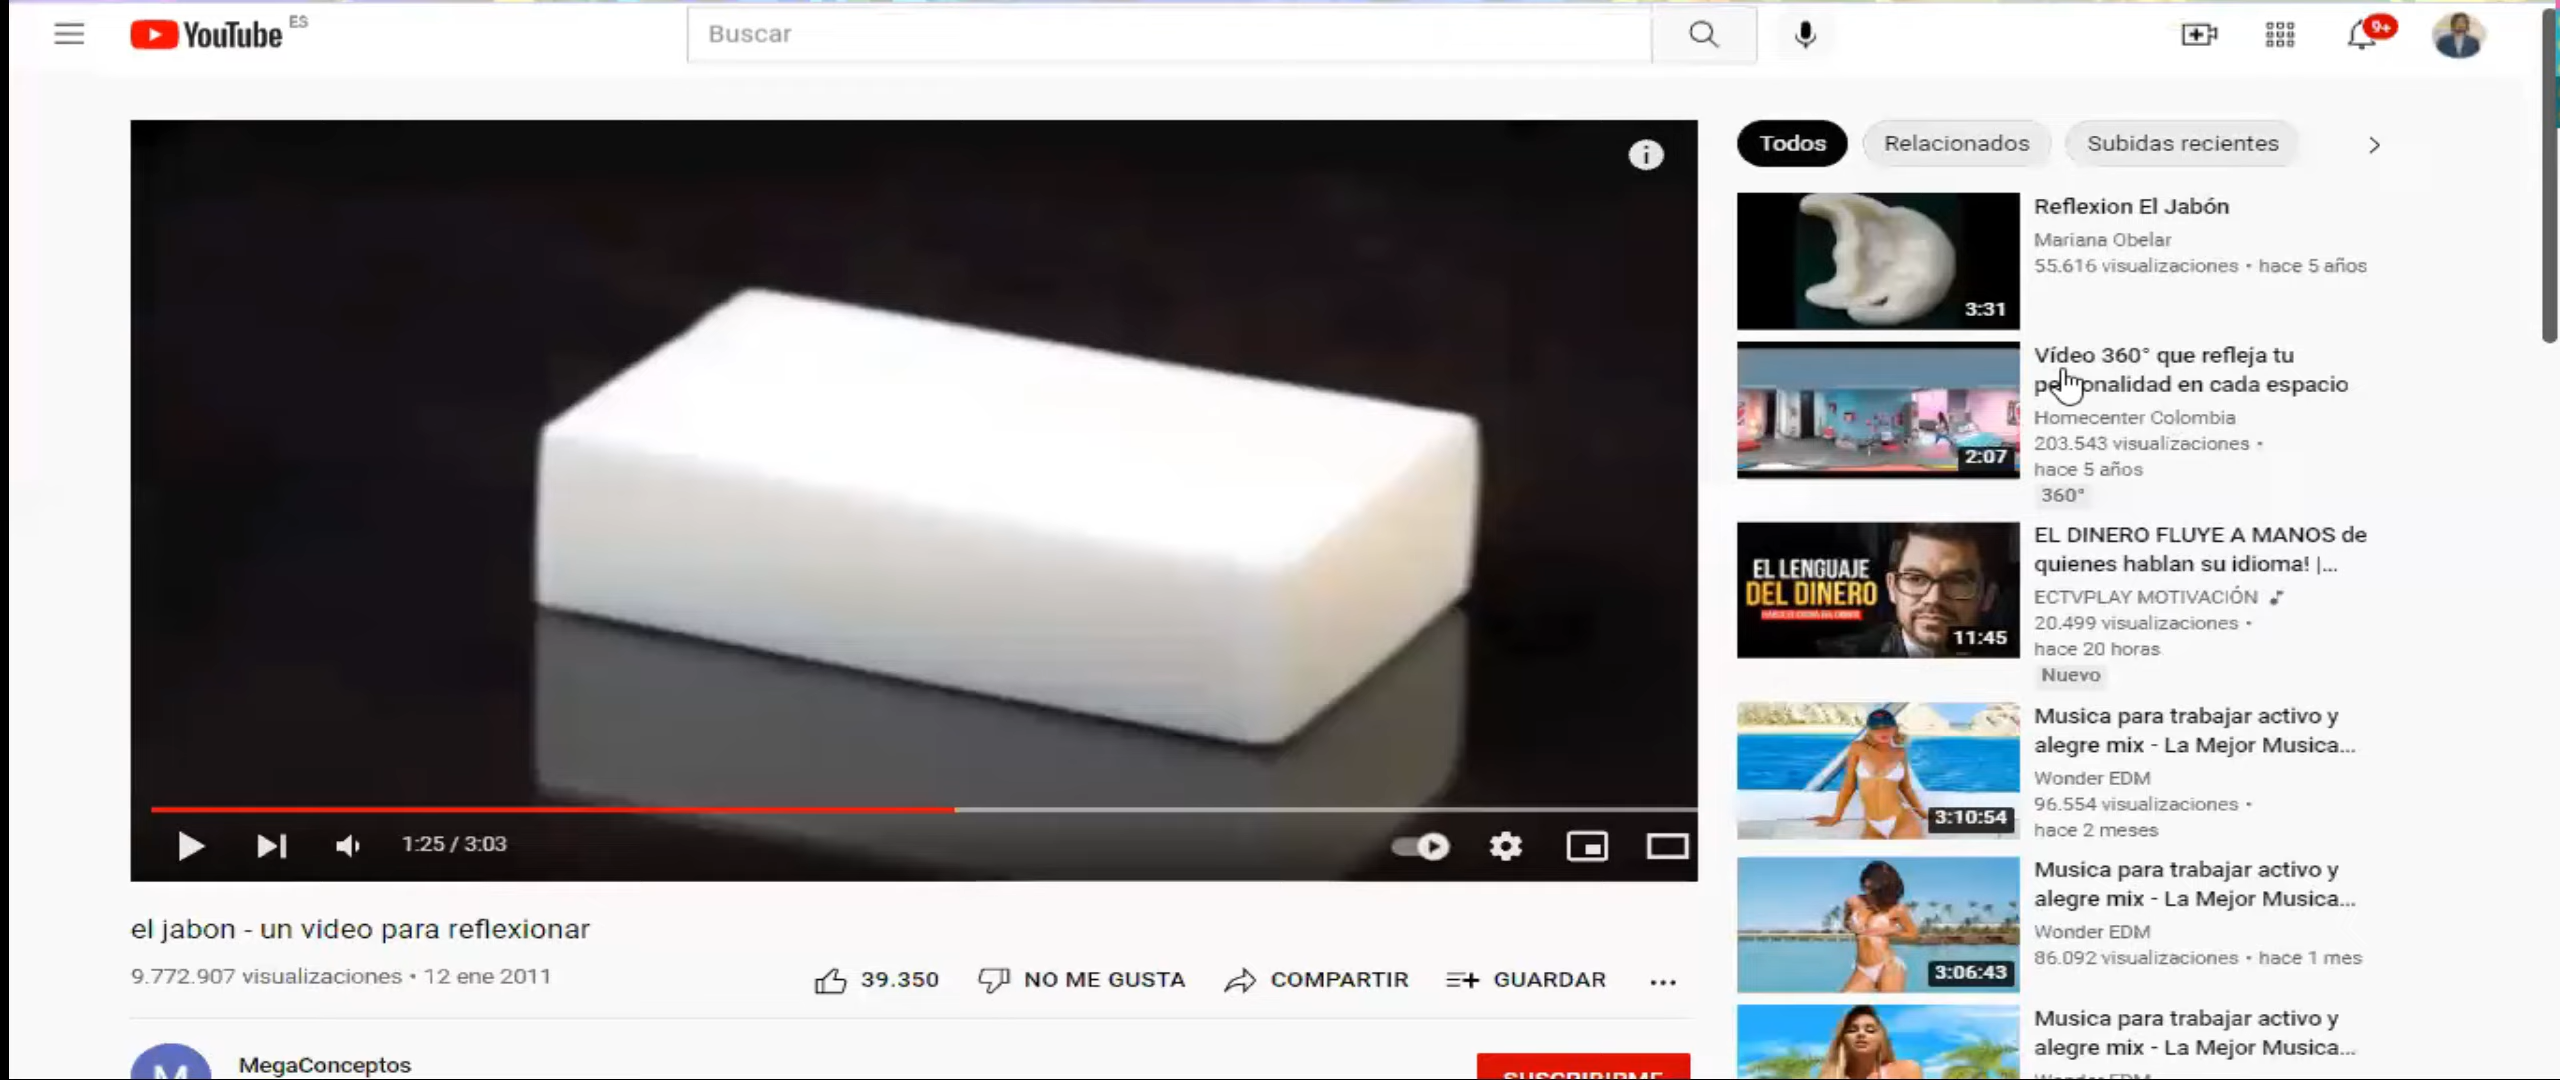 YouTube ES
Buscar
9+
Todos
Relacionados
Subidas recientes
i
1:25 / 3:03
el jabon - un video para reflexionar
9.772.907 visualizaciones • 12 ene 2011
39.350
NO ME GUSTA
COMPARTIR
GUARDAR
M
MegaConceptos
SUSCRIBIRME
3:31
Reflexion El Jabón
Mariana Obelar
55.616 visualizaciones • hace 5 años
2:07
Vídeo 360° que refleja tu
personalidad en cada espacio
Homecenter Colombia
203.543 visualizaciones •
hace 5 años
360°
EL LENGUAJE
DEL DINERO
11:45
EL DINERO FLUYE A MANOS de
quienes hablan su idioma! |...
ECTVPLAY MOTIVACIÓN
20.499 visualizaciones •
hace 20 horas
Nuevo
3:10:54
Musica para trabajar activo y
alegre mix - La Mejor Musica...
Wonder EDM
96.554 visualizaciones •
hace 2 meses
3:06:43
Musica para trabajar activo y
alegre mix - La Mejor Musica...
Wonder EDM
86.092 visualizaciones • hace 1 mes
Musica para trabajar activo y
alegre mix - La Mejor Musica...